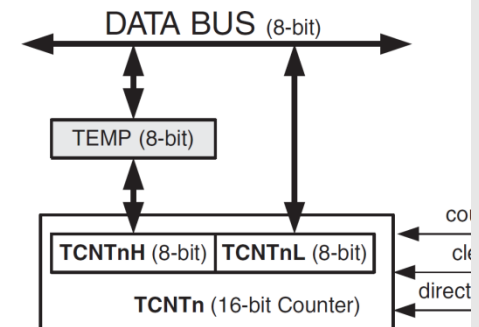 DATA BUS (8-bit)
TEMP (8-bit)
TCNTnH (8-bit) TCNTnL (8-bit)
TCNTn (16-bit Counter)